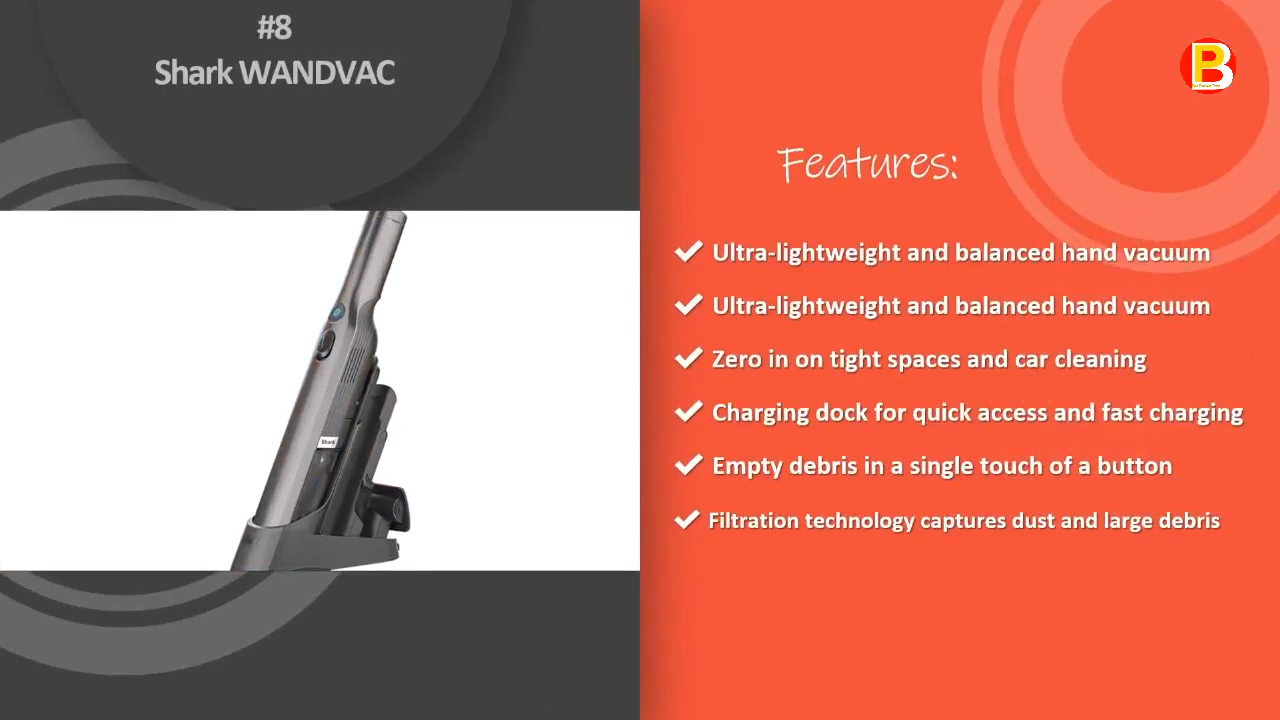 #8
Shark WANDVAC
B
Features:
Ultra-lightweight and balanced hand vacuum
Ultra-lightweight and balanced hand vacuum
Zero in on tight spaces and car cleaning
Charging dock for quick access and fast charging
Empty debris in a single touch of a button
Filtration technology captures dust and large debris
Shark